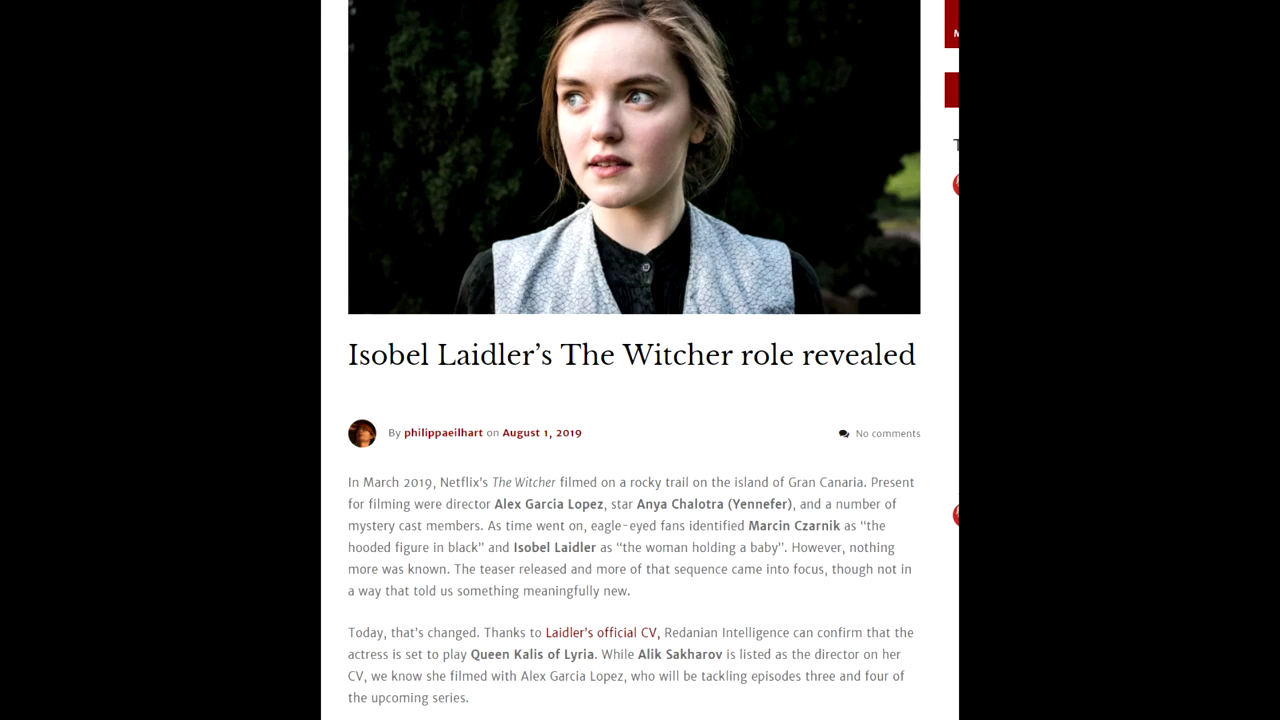 Isobel Laidler’s The Witcher role revealed
By philippaeilhart on August 1, 2019
No comments
In March 2019, Netflix’s The Witcher filmed on a rocky trail on the island of Gran Canaria. Present
for filming were director Alex Garcia Lopez, star Anya Chalotra (Yennefer), and a number of
mystery cast members. As time went on, eagle-eyed fans identified Marcin Czarnik as “the
hooded figure in black” and Isobel Laidler as “the woman holding a baby”. However, nothing
more was known. The teaser released and more of that sequence came into focus, though not in
a way that told us something meaningfully new.
Today, that’s changed. Thanks to Laidler’s official CV, Redanian Intelligence can confirm that the
actress is set to play Queen Kalis of Lyria. While Alik Sakharov is listed as the director on her
CV, we know she filmed with Alex Garcia Lopez, who will be tackling episodes three and four of
the upcoming series.